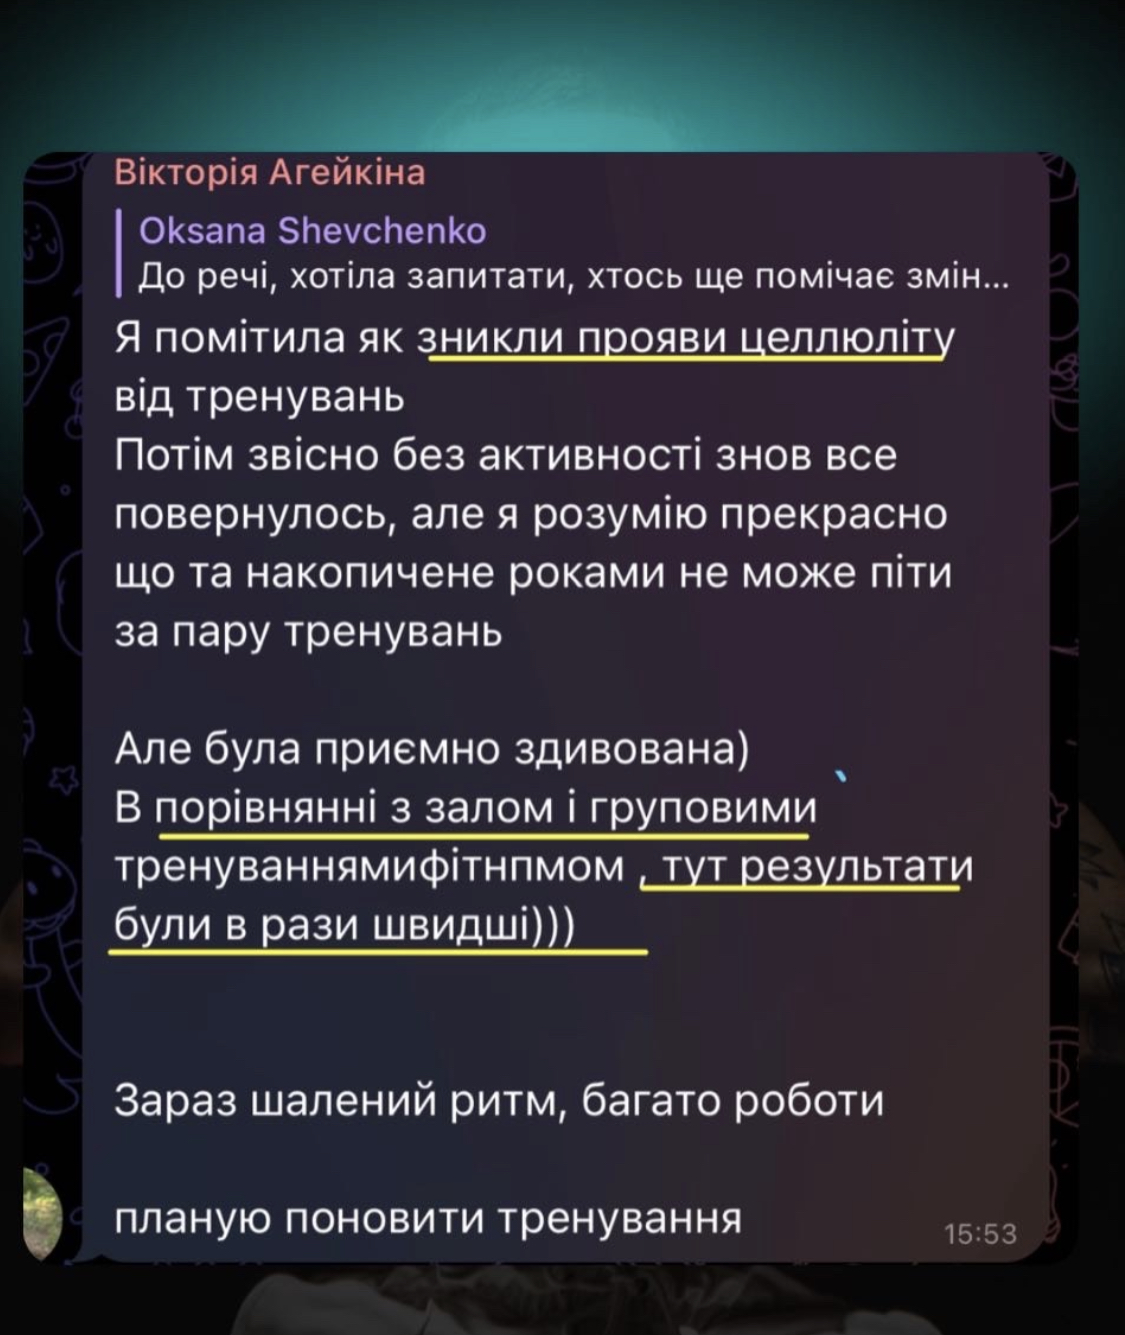 Вікторія Агейкіна
Oksana Shevchenko
До речі, хотіла запитати, хтось ще помічає змін...
Я помітила як зникли прояви целлюліту
від тренувань
Потім звісно без активності знов все
повернулось, але я розумію прекрасно
що та накопичене роками не може піти
за пару тренувань
Але була приємно здивована)
В порівнянні з залом і груповими
тренуваннямифітнпмом , тут результати
були в рази швидші)))
Зараз шалений ритм, багато роботи
планую поновити тренування
15:53